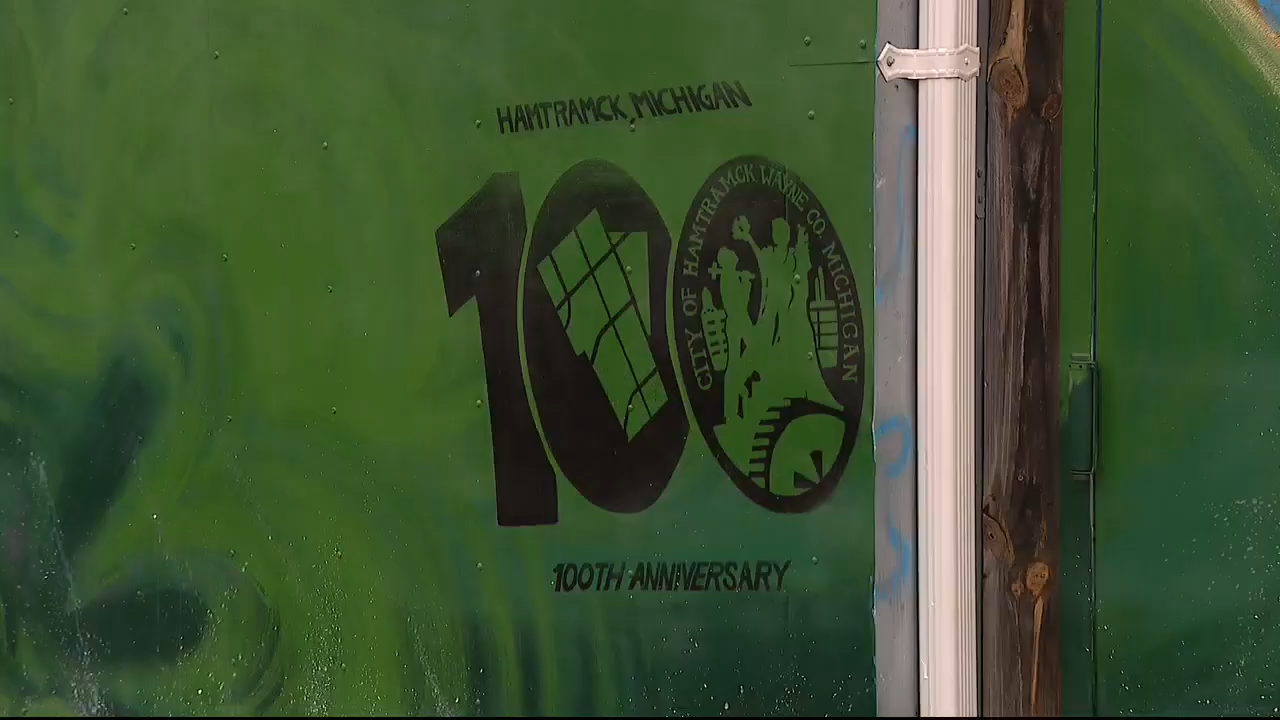 HAMTRAMCK, MICHIGAN
100
CITY OF HAMTRAMCK WAYNE CO. MICHIGAN
100TH ANNIVERSARY